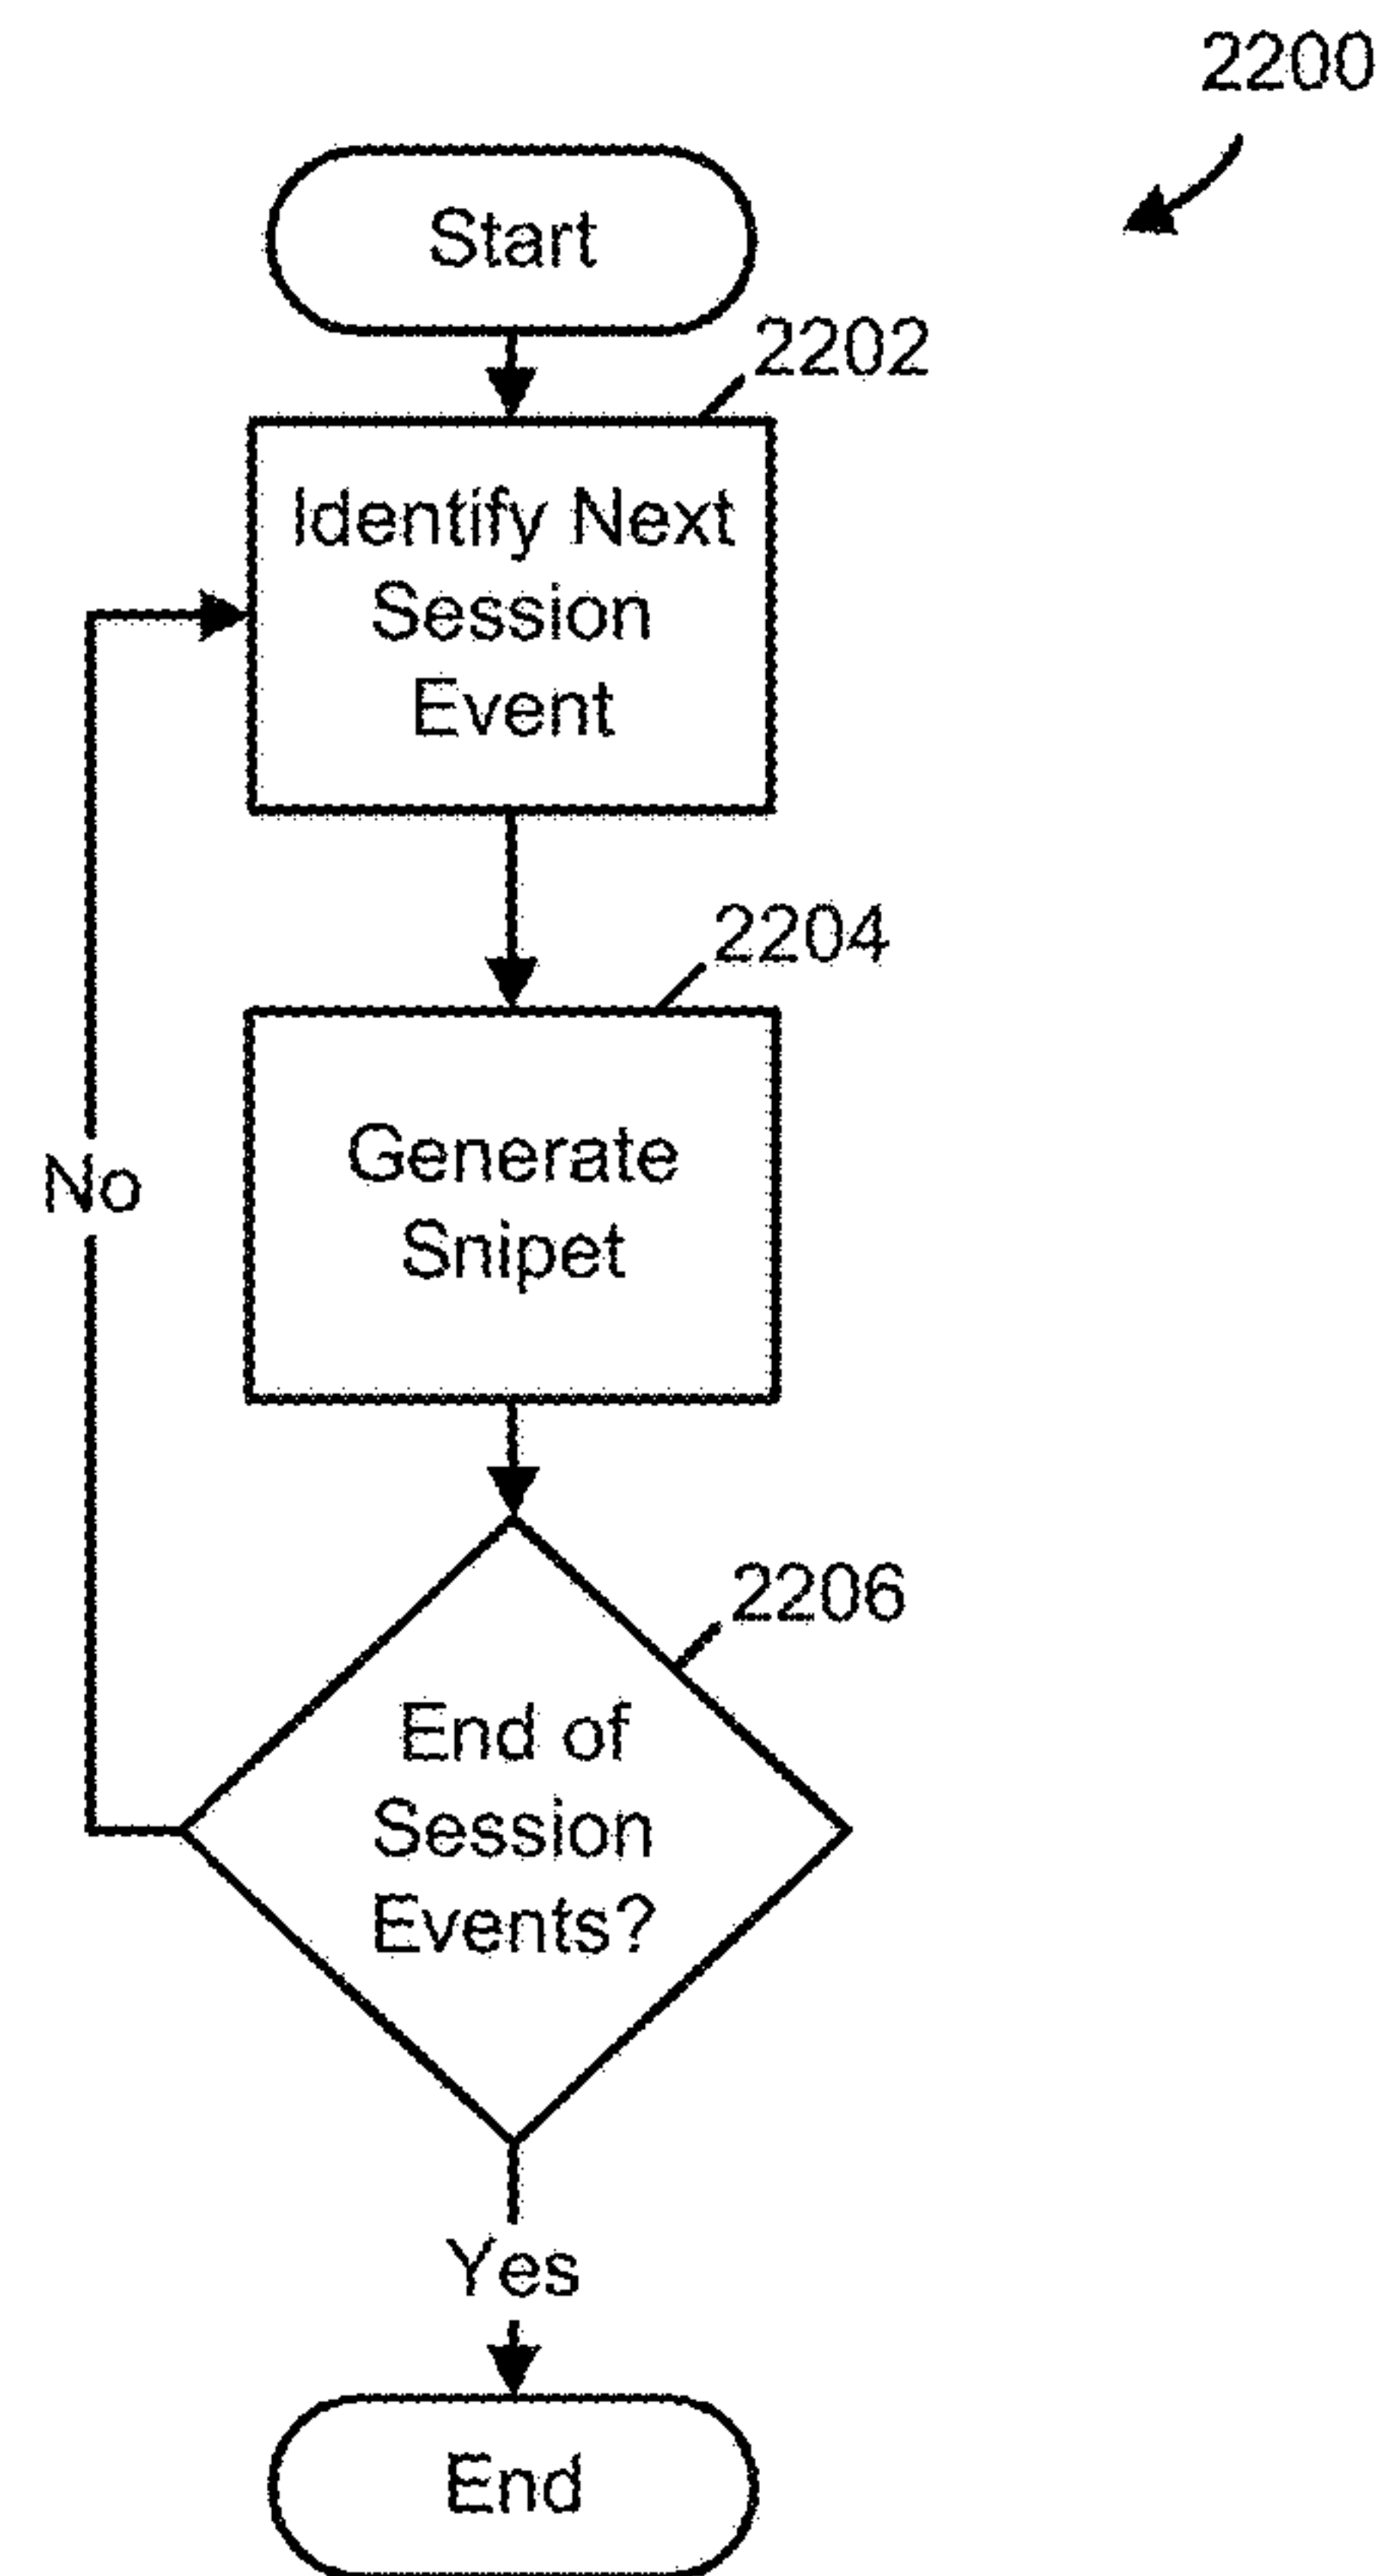 2200
Start
2202
Identify Next
Session
Event
2204
Generate
Snipet
No
2206
End of
Session
Events?
Yes
End